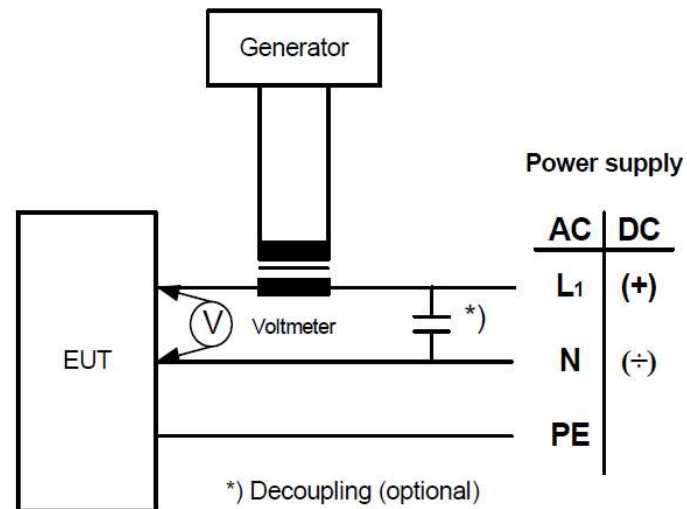 Generator
Power supply
AC DC
L1 (+)
V Voltmeter *)
EUT N (÷)
PE
*) Decoupling (optional)